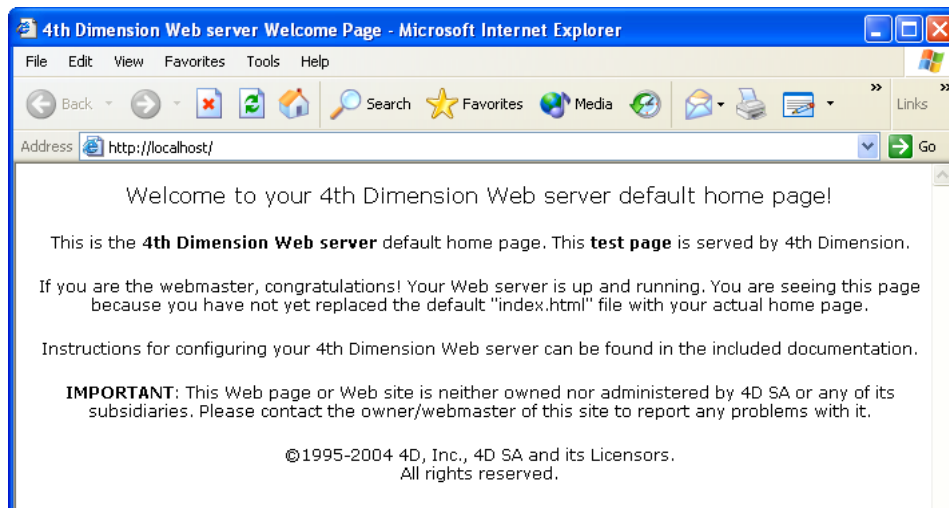 4th Dimension Web server Welcome Page - Microsoft Internet Explorer
File Edit View Favorites Tools Help
Back Search Favorites Media » Links »
Address http://localhost/ Go
Welcome to your 4th Dimension Web server default home page!
This is the 4th Dimension Web server default home page. This test page is served by 4th Dimension.
If you are the webmaster, congratulations! Your Web server is up and running. You are seeing this page
because you have not yet replaced the default "index.html" file with your actual home page.
Instructions for configuring your 4th Dimension Web server can be found in the included documentation.
IMPORTANT: This Web page or Web site is neither owned nor administered by 4D SA or any of its
subsidiaries. Please contact the owner/webmaster of this site to report any problems with it.
©1995-2004 4D, Inc., 4D SA and its Licensors.
All rights reserved.